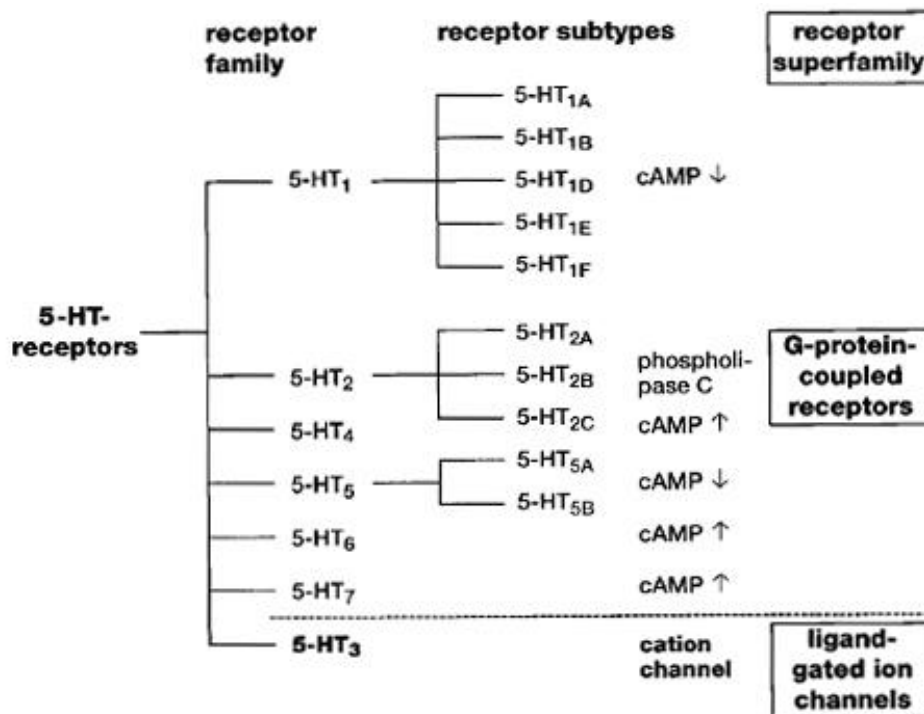 receptor family
receptor subtypes
receptor superfamily
5-HT1A
5-HT1B
5-HT1
5-HT1D
cAMP ↓
5-HT1E
5-HT1F
5-HT-receptors
5-HT2A
5-HT2
5-HT2B
phospholi-
pase C
G-protein-
coupled
receptors
5-HT2C
5-HT4
cAMP ↑
5-HT5A
5-HT5
cAMP ↓
5-HT5B
5-HT6
cAMP ↑
5-HT7
cAMP ↑
5-HT3
cation
channel
ligand-
gated ion
channels